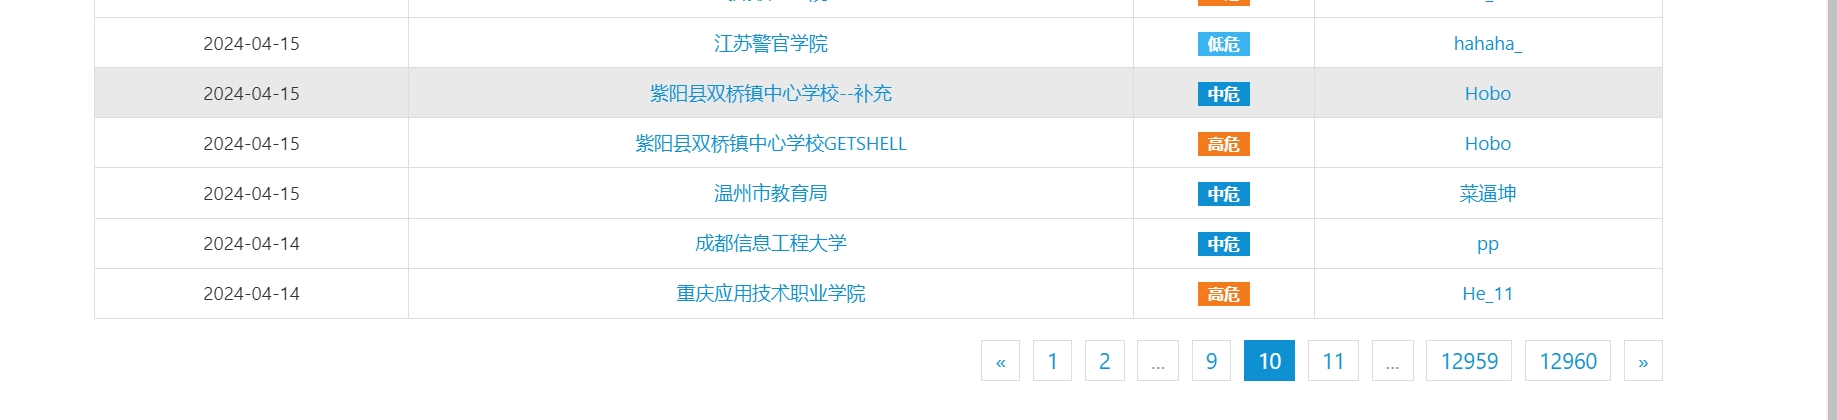 2024-04-15 江苏警官学院 低危 hahaha_
2024-04-15 紫阳县双桥镇中心学校--补充 中危 Hobo
2024-04-15 紫阳县双桥镇中心学校GETSHELL 高危 Hobo
2024-04-15 温州市教育局 中危 菜逼坤
2024-04-14 成都信息工程大学 中危 pp
2024-04-14 重庆应用技术职业学院 高危 He_11
« 1 2 ... 9 10 11 ... 12959 12960 »